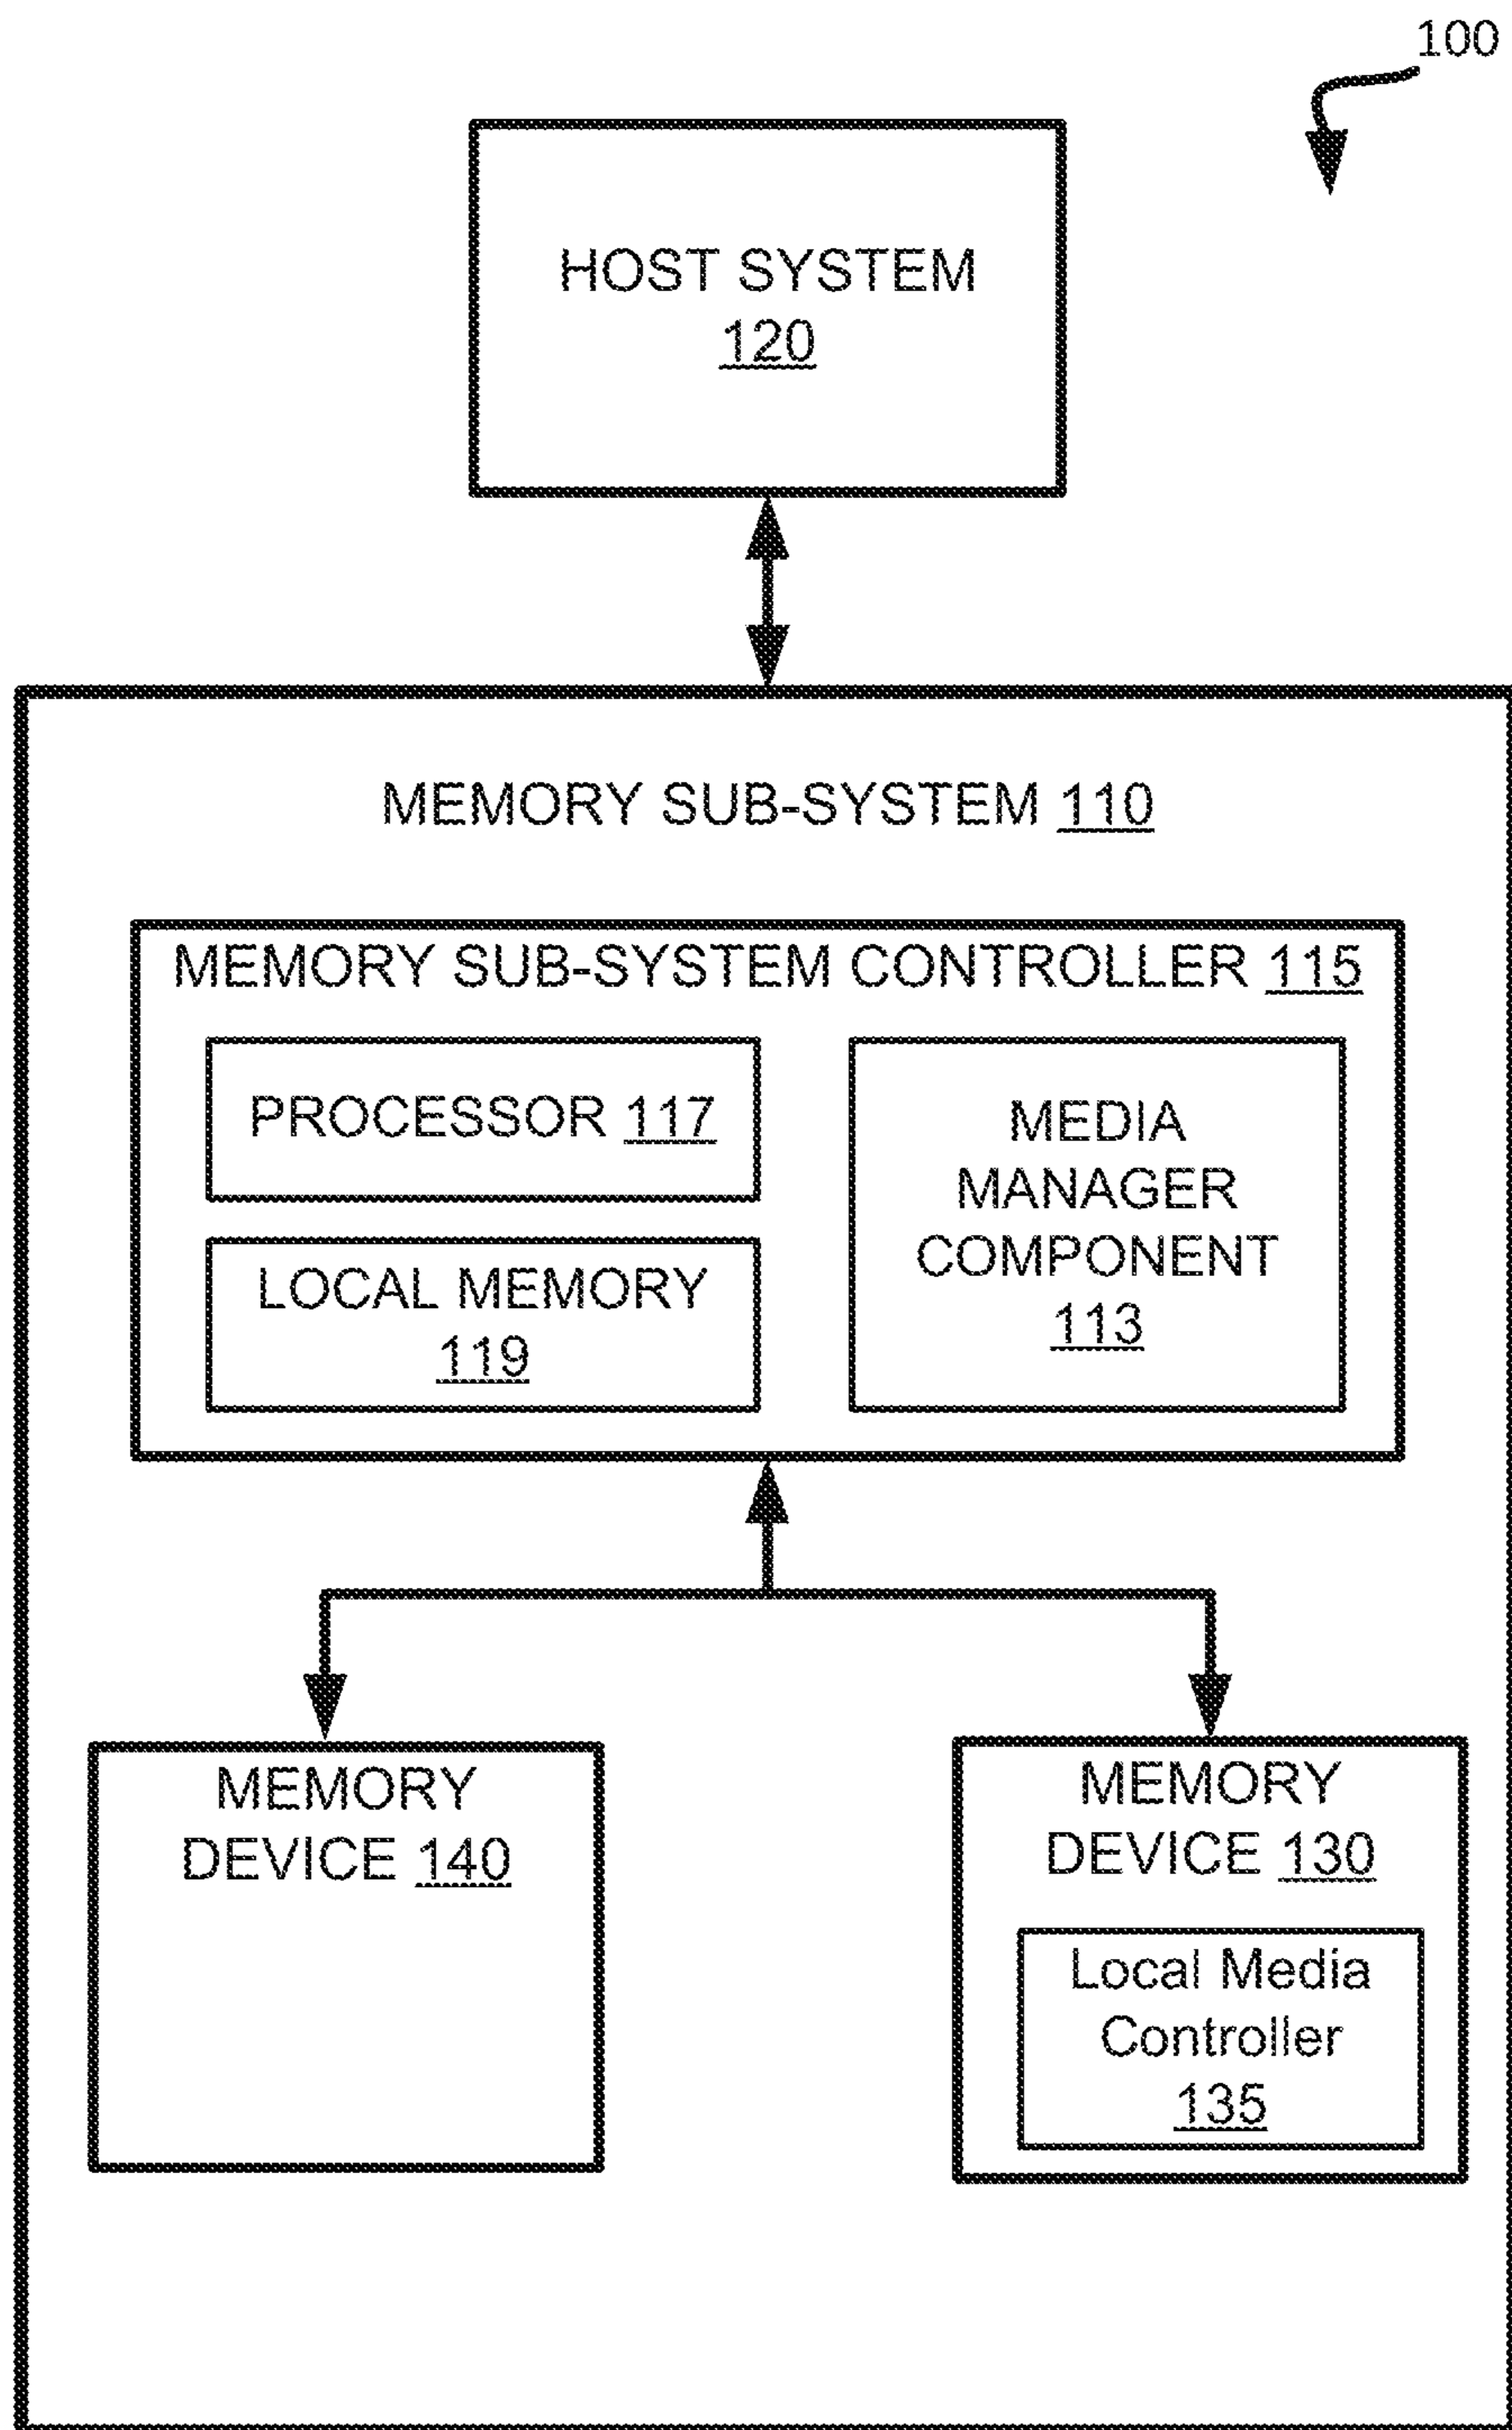 100
HOST SYSTEM
120
MEMORY SUB-SYSTEM 110
MEMORY SUB-SYSTEM CONTROLLER 115
PROCESSOR 117
LOCAL MEMORY
119
MEDIA
MANAGER
COMPONENT
113
MEMORY
DEVICE 140
MEMORY
DEVICE 130
Local Media
Controller
135